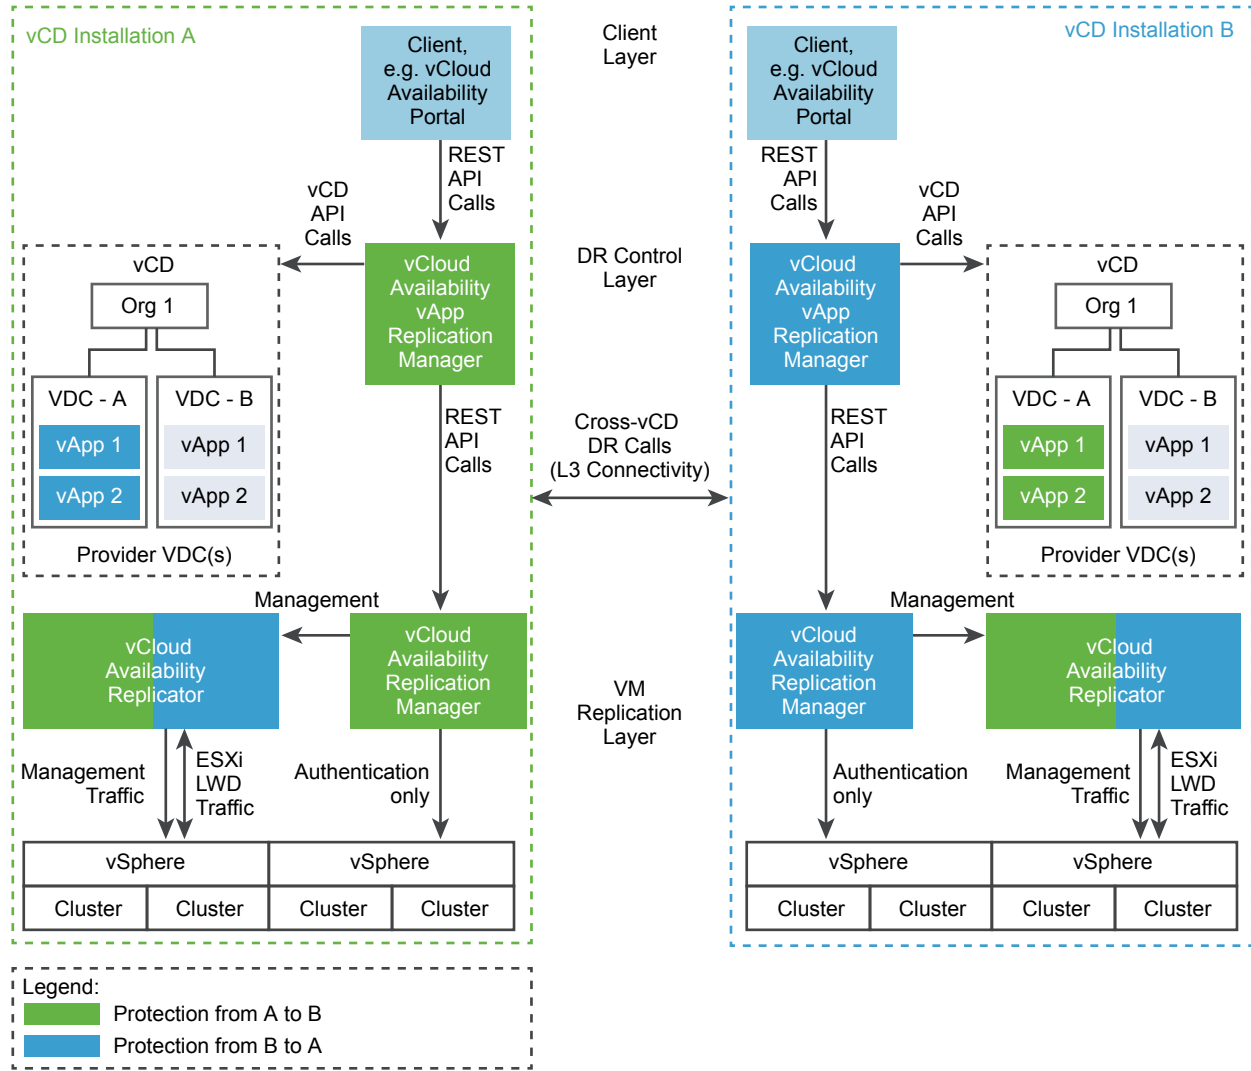 vCD Installation A
Client,
e.g. vCloud
Availability
Portal
REST
API
Calls
vCD
API
Calls
vCloud
Availability
vApp
Replication
Manager
vCD
Org 1
VDC - A
vApp 1
vApp 2
VDC - B
vApp 1
vApp 2
Provider VDC(s)
REST
API
Calls
Management
vCloud
Availability
Replicator
vCloud
Availability
Replication
Manager
Management
Traffic
ESXi
LWD
Traffic
Authentication
only
vSphere
vSphere
Cluster
Cluster
Cluster
Cluster
Client
Layer
DR Control
Layer
Cross-vCD
DR Calls
(L3 Connectivity)
VM
Replication
Layer
vCD Installation B
Client,
e.g. vCloud
Availability
Portal
REST
API
Calls
vCD
API
Calls
vCloud
Availability
vApp
Replication
Manager
vCD
Org 1
VDC - A
vApp 1
vApp 2
VDC - B
vApp 1
vApp 2
Provider VDC(s)
REST
API
Calls
Management
vCloud
Availability
Replication
Manager
vCloud
Availability
Replicator
Authentication
only
Management
Traffic
ESXi
LWD
Traffic
vSphere
vSphere
Cluster
Cluster
Cluster
Cluster
Legend:
Protection from A to B
Protection from B to A